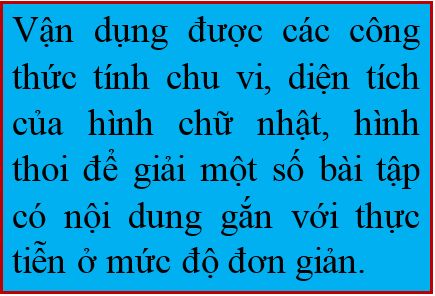 Vận dụng được các công
thức tính chu vi, diện tích
của hình chữ nhật, hình
thoi để giải một số bài tập
có nội dung gắn với thực
tiễn ở mức độ đơn giản.